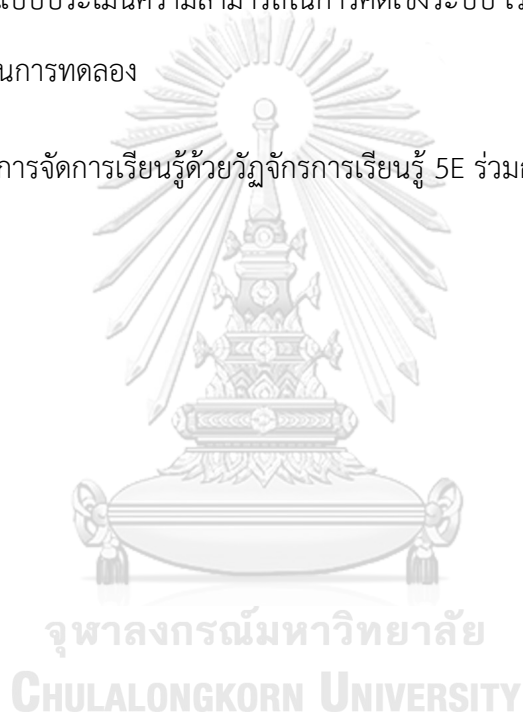 แบบประเมินความสามารถในการคิดเชิงระบบ
นการทดลอง
การจัดการเรียนรู้ด้วยวัฏจักรการเรียนรู้ 5E ร่วม
จุฬาลงกรณ์มหาวิทยาลัย
CHULALONGKORN UNIVERSITY